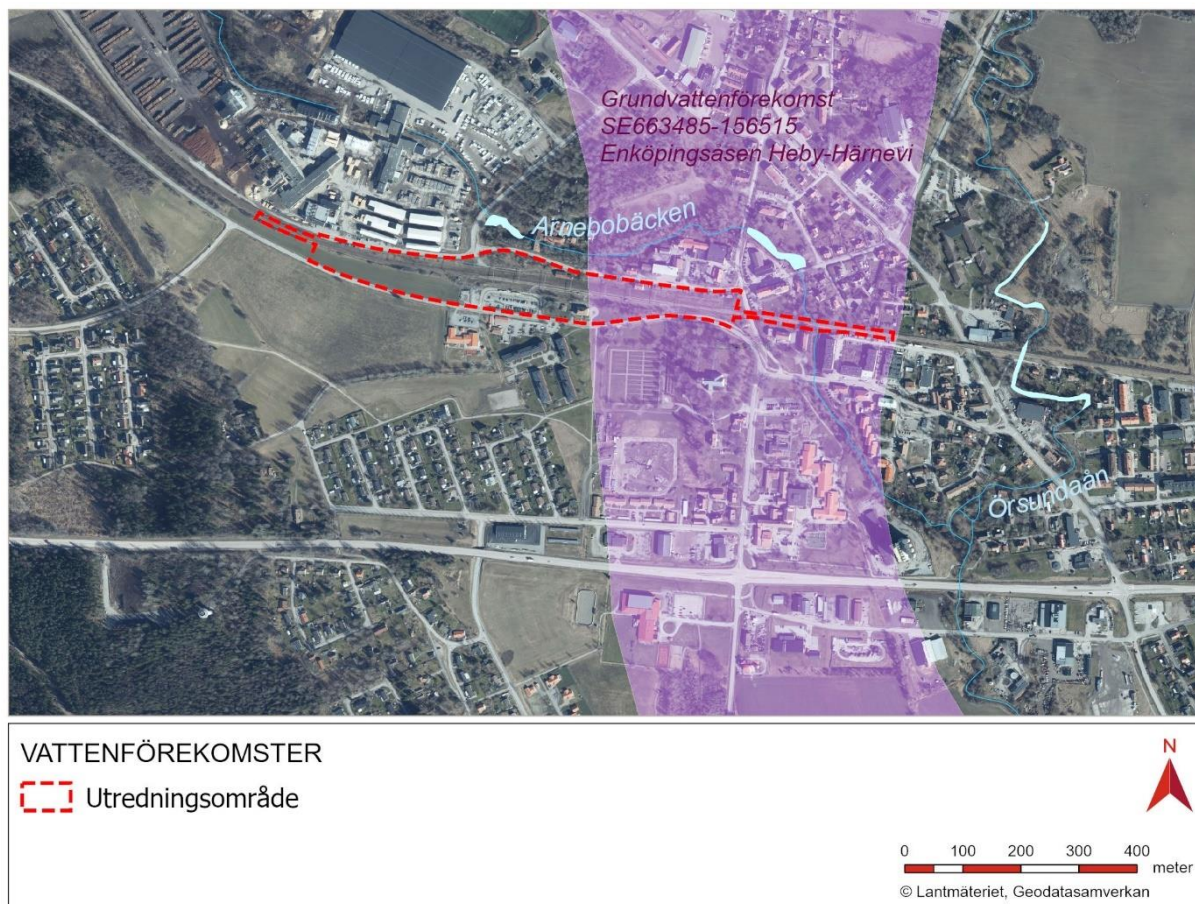 Grundvattenförekomst
SE663485-156515
Enköpingsåsen Heby-Härnevi
Arnebobäcken
Örsundaån
VATTENFÖREKOMSTER
Utredningsområde
N
0 100 200 300 400
meter
© Lantmäteriet, Geodatasamverkan